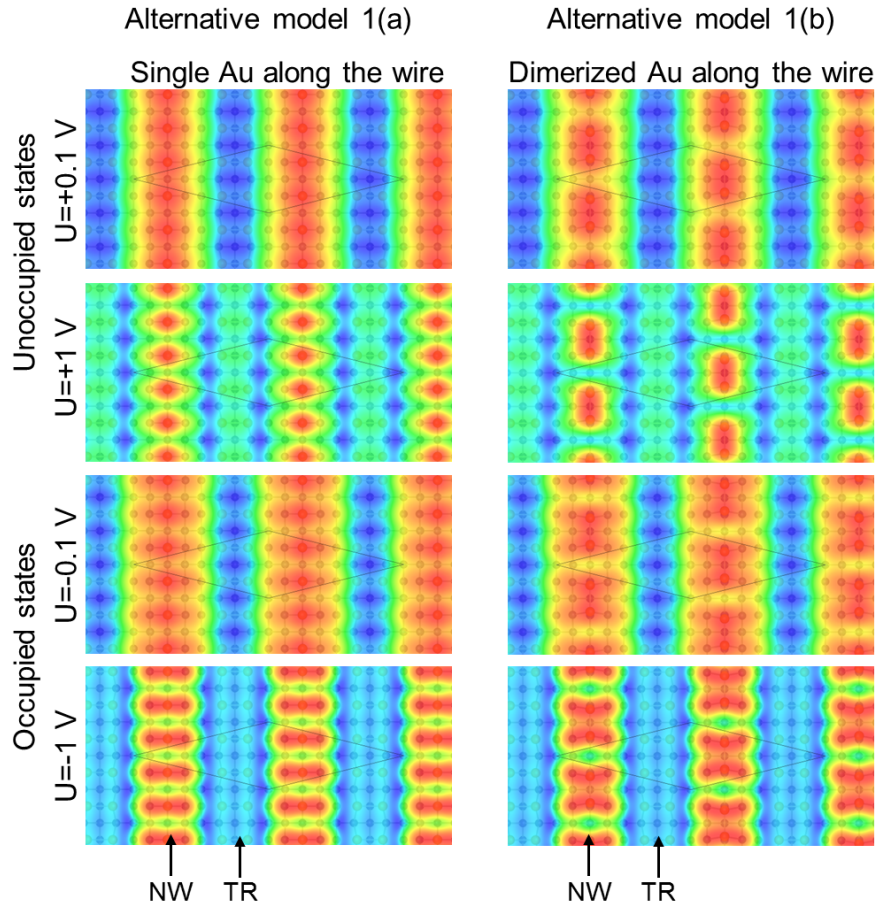 Alternative model 1(a)
Alternative model 1(b)
Single Au along the wire
Dimerized Au along the wire
Unoccupied states
U=+0.1 V
U=+1 V
Occupied states
U=-0.1 V
U=-1 V
NW
TR
NW
TR